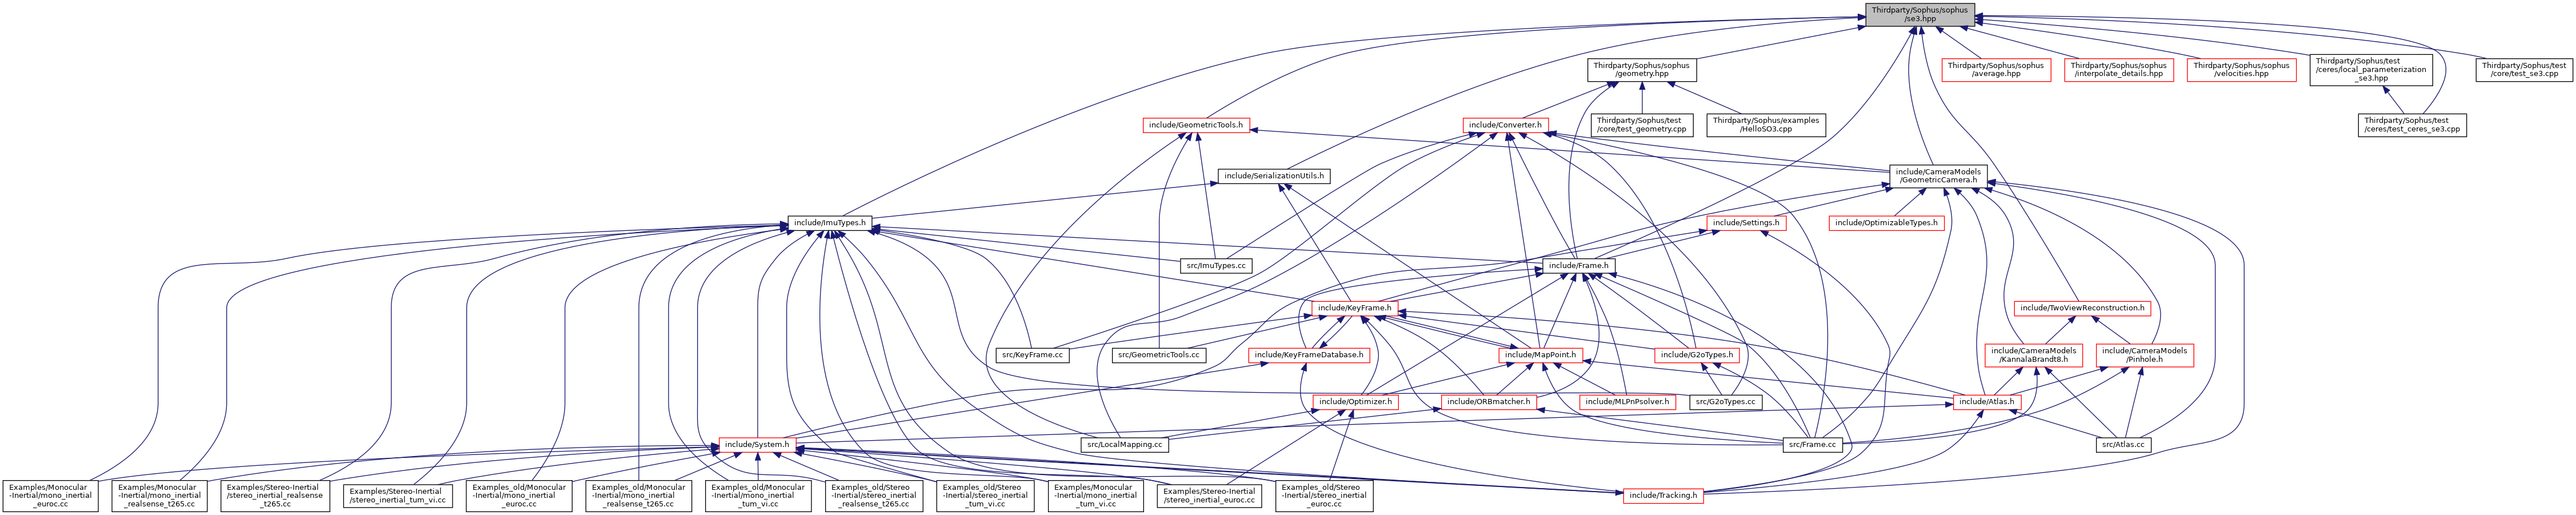 Thirdparty/Sophus/sophus
/se3.hpp
Thirdparty/Sophus/sophus
/geometry.hpp
Thirdparty/Sophus/sophus
/average.hpp
Thirdparty/Sophus/sophus
/interpolate_details.hpp
Thirdparty/Sophus/sophus
/velocities.hpp
Thirdparty/Sophus/test
/ceres/local_parameterization
_se3.hpp
Thirdparty/Sophus/test
/core/test_se3.cpp
include/GeometricTools.h
include/Converter.h
Thirdparty/Sophus/test
/core/test_geometry.cpp
Thirdparty/Sophus/examples
/HelloSO3.cpp
Thirdparty/Sophus/test
/ceres/test_ceres_se3.cpp
include/SerializationUtils.h
include/CameraModels
/GeometricCamera.h
include/ImuTypes.h
include/Settings.h
include/OptimizableTypes.h
src/ImuTypes.cc
include/Frame.h
include/KeyFrame.h
include/TwoViewReconstruction.h
src/KeyFrame.cc
src/GeometricTools.cc
include/KeyFrameDatabase.h
include/MapPoint.h
include/G2oTypes.h
include/CameraModels
/KannalaBrandt8.h
include/CameraModels
/Pinhole.h
include/Optimizer.h
include/ORBmatcher.h
include/MLPnPsolver.h
src/G2oTypes.cc
include/Atlas.h
include/System.h
src/LocalMapping.cc
src/Frame.cc
src/Atlas.cc
Examples/Monocular
-Inertial/mono_inertial
_euroc.cc
Examples/Monocular
-Inertial/mono_inertial
_realsense_t265.cc
Examples/Stereo-Inertial
/stereo_inertial_realsense
_t265.cc
Examples/Stereo-Inertial
/stereo_inertial_tum_vi.cc
Examples_old/Monocular
-Inertial/mono_inertial
_euroc.cc
Examples_old/Monocular
-Inertial/mono_inertial
_realsense_t265.cc
Examples_old/Monocular
-Inertial/mono_inertial
_tum_vi.cc
Examples_old/Stereo
-Inertial/stereo_inertial
_realsense_t265.cc
Examples_old/Stereo
-Inertial/stereo_inertial
_tum_vi.cc
Examples/Monocular
-Inertial/mono_inertial
_tum_vi.cc
Examples/Stereo-Inertial
/stereo_inertial_euroc.cc
Examples_old/Stereo
-Inertial/stereo_inertial
_euroc.cc
include/Tracking.h